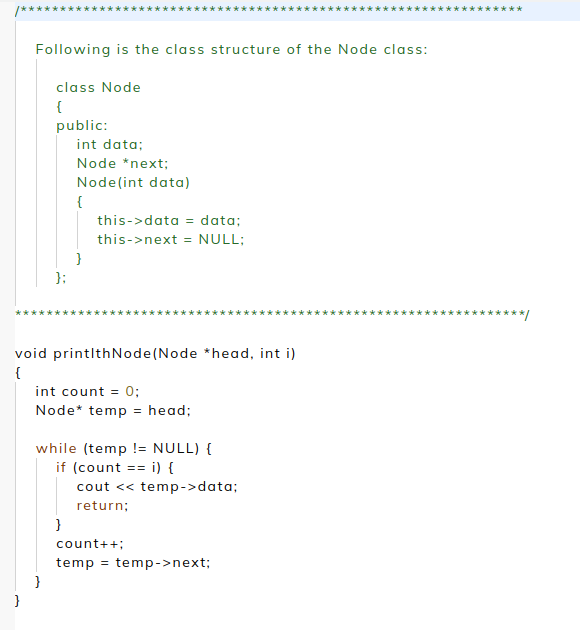 /****************************************************************

    Following is the class structure of the Node class:

        class Node
        {
        public:
            int data;
            Node *next;
            Node(int data)
            {
                this->data = data;
                this->next = NULL;
            }
        };

*****************************************************************/

void printIthNode(Node *head, int i)
{
    int count = 0;
    Node* temp = head;

    while (temp != NULL) {
        if (count == i) {
            cout << temp->data;
            return;
        }
        count++;
        temp = temp->next;
    }
}